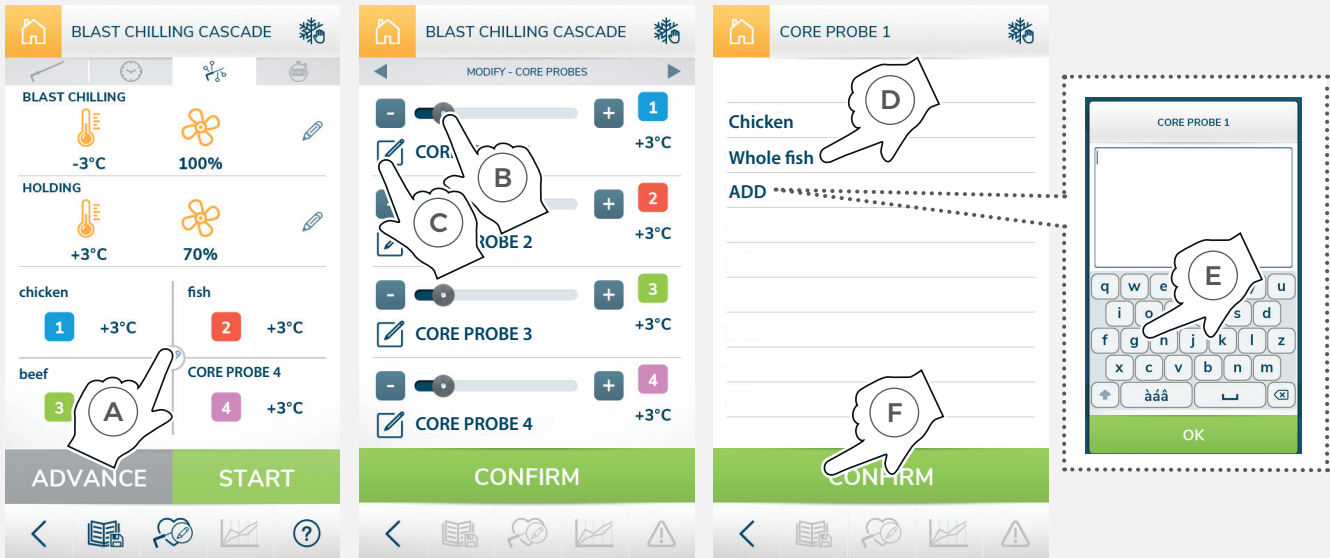 BLAST CHILLING CASCADE
BLAST CHILLING
-3°C 100%
HOLDING
+3°C 70%
chicken fish
1 +3°C 2 +3°C
beef CORE PROBE 4
3 4 +3°C
A
ADVANCE START
?
BLAST CHILLING CASCADE
MODIFY - CORE PROBES
- + 1
+3°C
B
2
+
+3°C
C
OBE 2
- + 3
CORE PROBE 3 +3°C
- + 4
CORE PROBE 4 +3°C
CONFIRM
CORE PROBE 1
D
Chicken
Whole fish
ADD
F
CONFIRM
CORE PROBE 1
E
q w e u
i o s d
f g h j k l z
x c v b n m
àáâ
OK